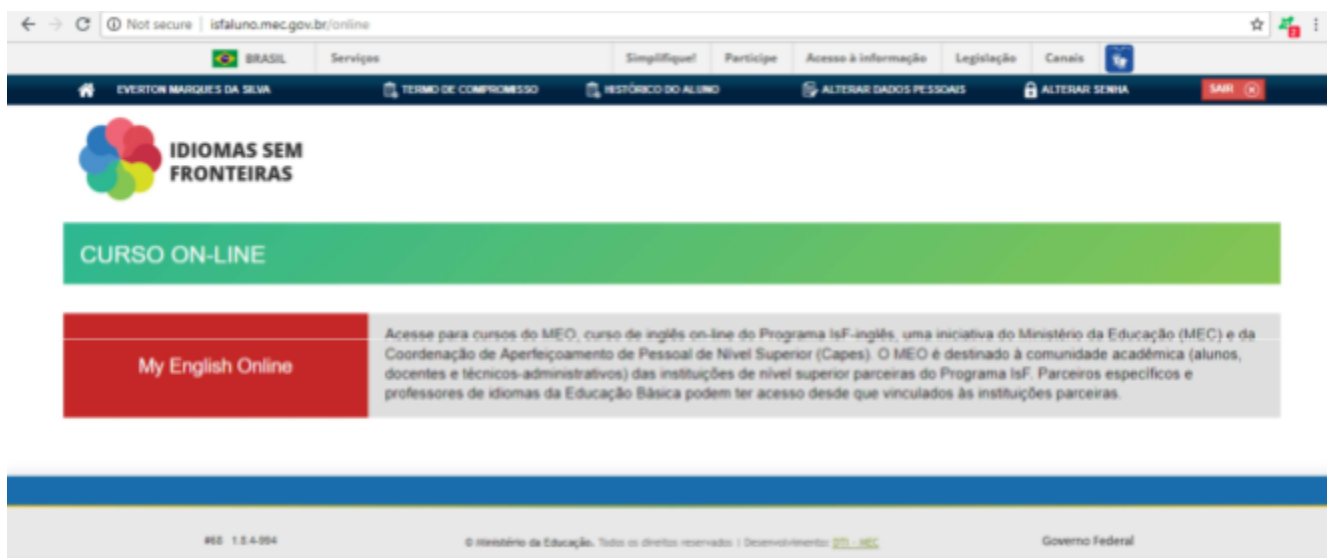 Not secure | isfaluno.mec.gov.br/online
BRASIL Serviços Simplifique! Participe Acesso à informação Legislação Canais
EVERTON MARQUES DA SILVA TERMO DE COMPROMISSO HISTÓRICO DO ALUNO ALTERAR DADOS PESSOAIS ALTERAR SENHA SAIR
IDIOMAS SEM
FRONTEIRAS
CURSO ON-LINE
My English Online
Acesse para cursos do MEO, curso de inglês on-line do Programa IsF-inglês, uma iniciativa do Ministério da Educação (MEC) e da
Coordenação de Aperfeiçoamento de Pessoal de Nível Superior (Capes). O MEO é destinado à comunidade acadêmica (alunos,
docentes e técnicos-administrativos) das instituições de nível superior parceiras do Programa IsF. Parceiros específicos e
professores de idiomas da Educação Básica podem ter acesso desde que vinculados às instituições parceiras.
#68 1.8.4-994 © Ministério da Educação. Todos os direitos reservados | Desenvolvimento: DTI - MEC Governo Federal